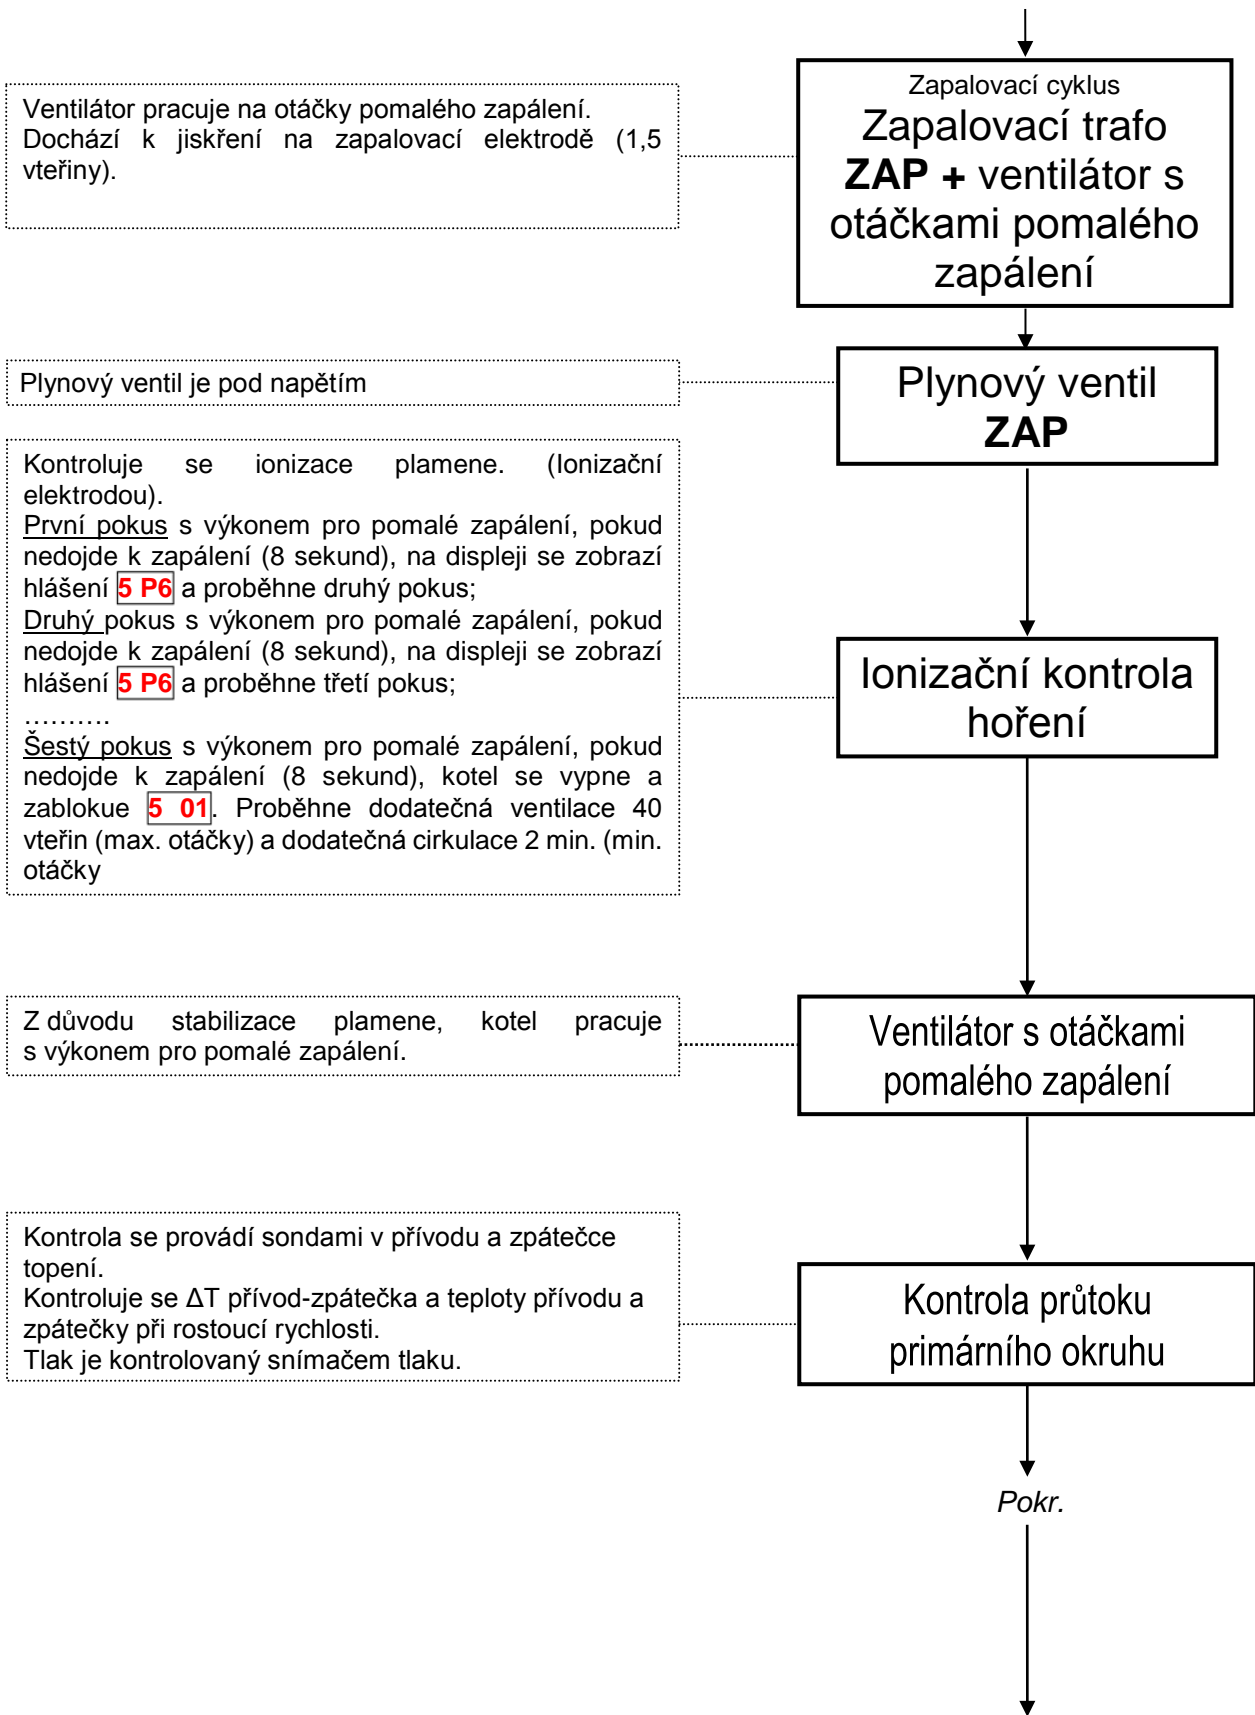 Ventilátor pracuje na otáčky pomalého zapálení.
Dochází k jiskření na zapalovací elektrodě (1,5
vteřiny).
Zapalovací cyklus
Zapalovací trafo
ZAP + ventilátor s
otáčkami pomalého
zapálení
Plynový ventil je pod napětím
Plynový ventil
ZAP
Kontroluje se ionizace plamene. (Ionizační
elektrodou).
První pokus s výkonem pro pomalé zapálení, pokud
nedojde k zapálení (8 sekund), na displeji se zobrazí
hlášení 5 P6 a proběhne druhý pokus;
Druhý pokus s výkonem pro pomalé zapálení, pokud
nedojde k zapálení (8 sekund), na displeji se zobrazí
hlášení 5 P6 a proběhne třetí pokus;
……….
Šestý pokus s výkonem pro pomalé zapálení, pokud
nedojde k zapálení (8 sekund), kotel se vypne a
zablokue 5 01. Proběhne dodatečná ventilace 40
vteřin (max. otáčky) a dodatečná cirkulace 2 min. (min.
otáčky
Ionizační kontrola
hoření
Z důvodu stabilizace plamene, kotel pracuje
s výkonem pro pomalé zapálení.
Ventilátor s otáčkami
pomalého zapálení
Kontrola se provádí sondami v přívodu a zpátečce
topení.
Kontroluje se ΔT přívod-zpátečka a teploty přívodu a
zpátečky při rostoucí rychlosti.
Tlak je kontrolovaný snímačem tlaku.
Kontrola průtoku
primárního okruhu
Pokr.